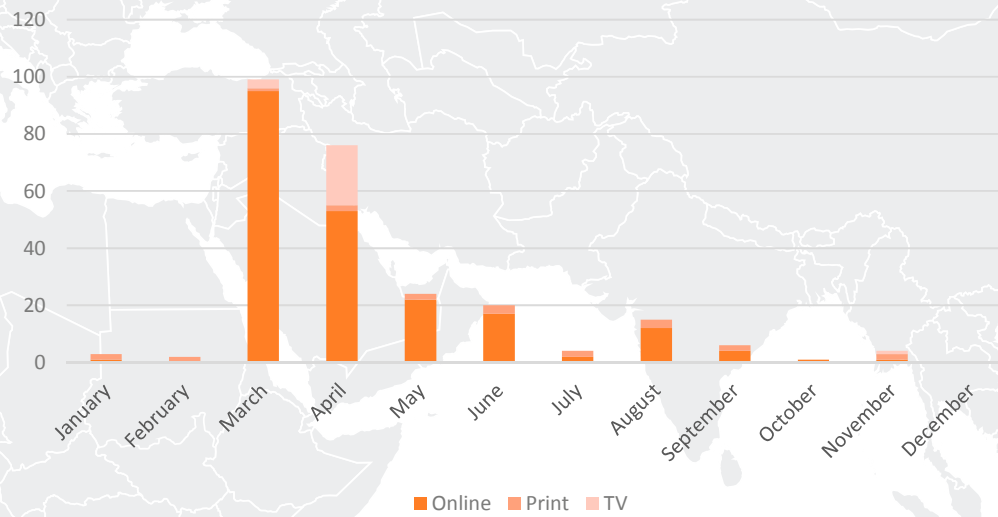 120
100
80
60
40
20
0
January
February
March
April
May
June
July
August
September
October
November
December
Online Print TV